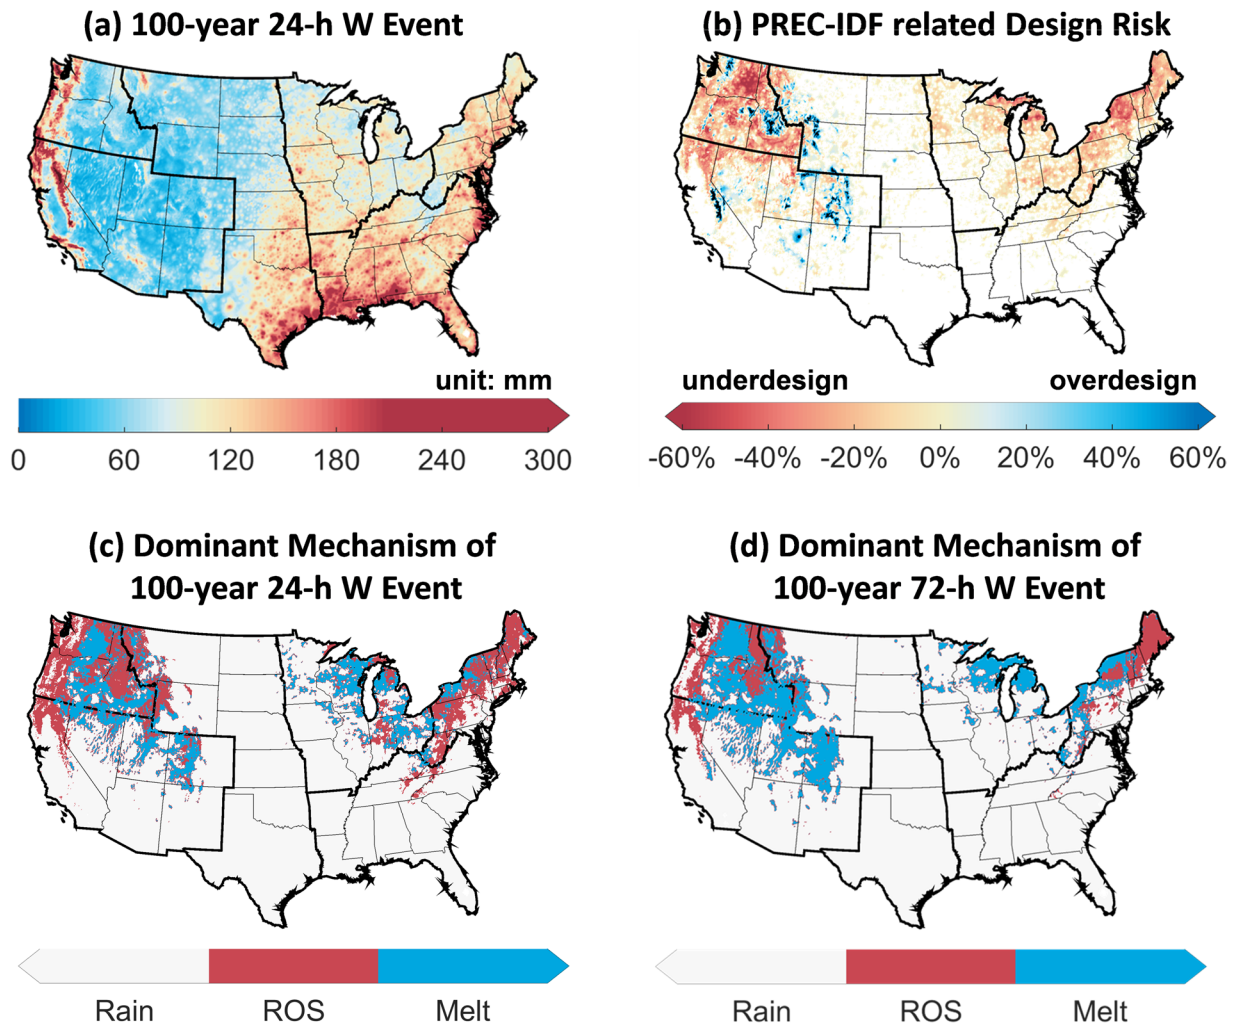 (a) 100-year 24-h W Event
(b) PREC-IDF related Design Risk
unit: mm
underdesign
overdesign
0 60 120 180 240 300
-60% -40% -20% 0% 20% 40% 60%
(c) Dominant Mechanism of
100-year 24-h W Event
(d) Dominant Mechanism of
100-year 72-h W Event
Rain ROS Melt
Rain ROS Melt